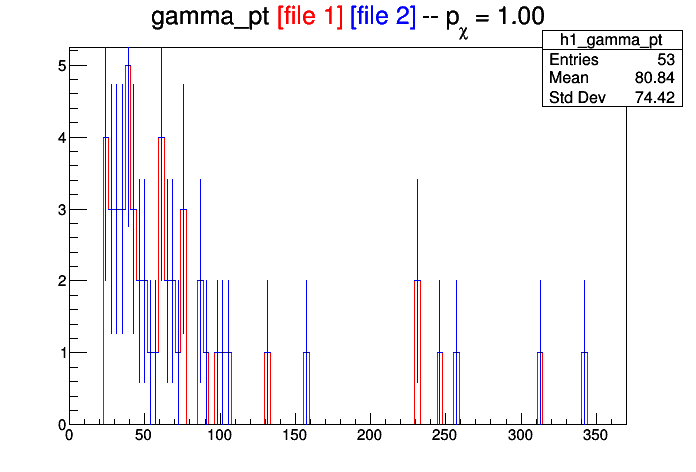 gamma_pt [file 1] [file 2] -- pχ = 1.00
h1_gamma_pt
Entries 53
Mean 80.84
Std Dev 74.42
5
4
3
2
1
0
0 50 100 150 200 250 300 350